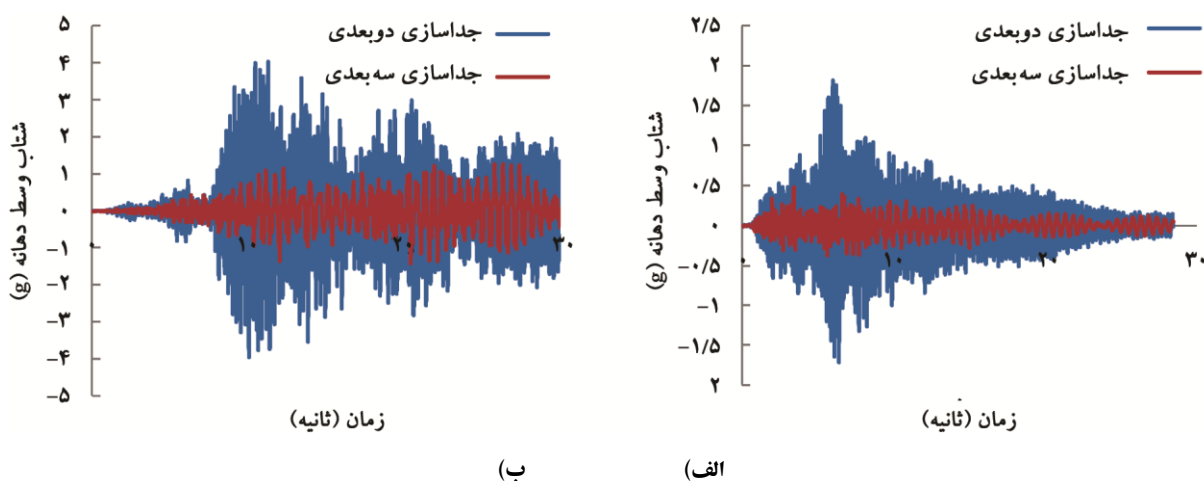 جداسازی دوبعدی
جداسازی سه‌بعدی
۲/۵
۲
۱/۵
۱
۰/۵
۰
−۰/۵
−۱
−۱/۵
۲
۰
۱۰
۲۰
۳۰
شتاب وسط دهانه (g)
زمان (ثانیه)
الف)
جداسازی دوبعدی
جداسازی سه‌بعدی
۵
۴
۳
۲
۱
۰
−۱
−۲
−۳
−۴
−۵
۰
۱۰
۲۰
۳۰
شتاب وسط دهانه (g)
زمان (ثانیه)
ب)